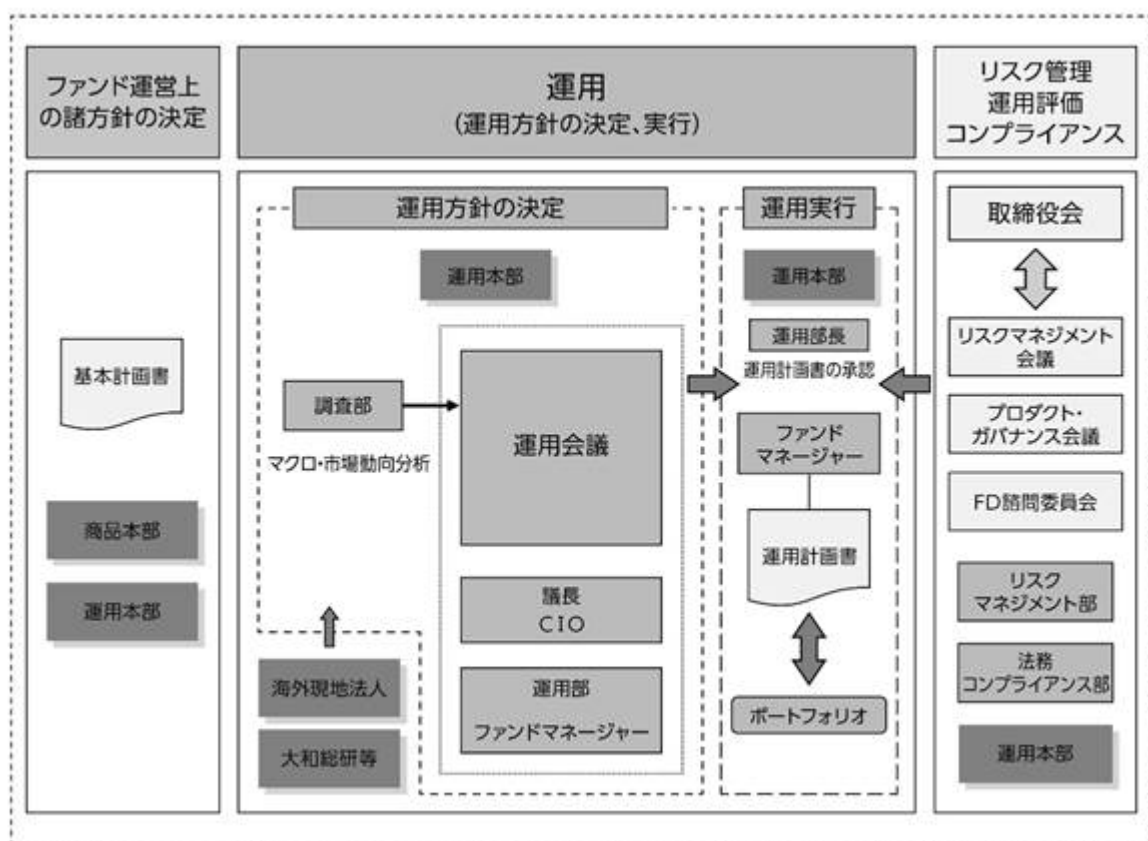 ファンド運営上
の諸方針の決定
運用
(運用方針の決定、実行)
リスク管理
運用評価
コンプライアンス
基本計画書
商品本部
運用本部
運用方針の決定
運用本部
調査部
マクロ・市場動向分析
運用会議
議長
CIO
運用部
ファンドマネージャー
海外現地法人
大和総研等
運用実行
運用本部
運用部長
運用計画書の承認
ファンド
マネージャー
運用計画書
ポートフォリオ
取締役会
リスクマネジメント
会議
プロダクト・
ガバナンス会議
FD諮問委員会
リスク
マネジメント部
法務
コンプライアンス部
運用本部